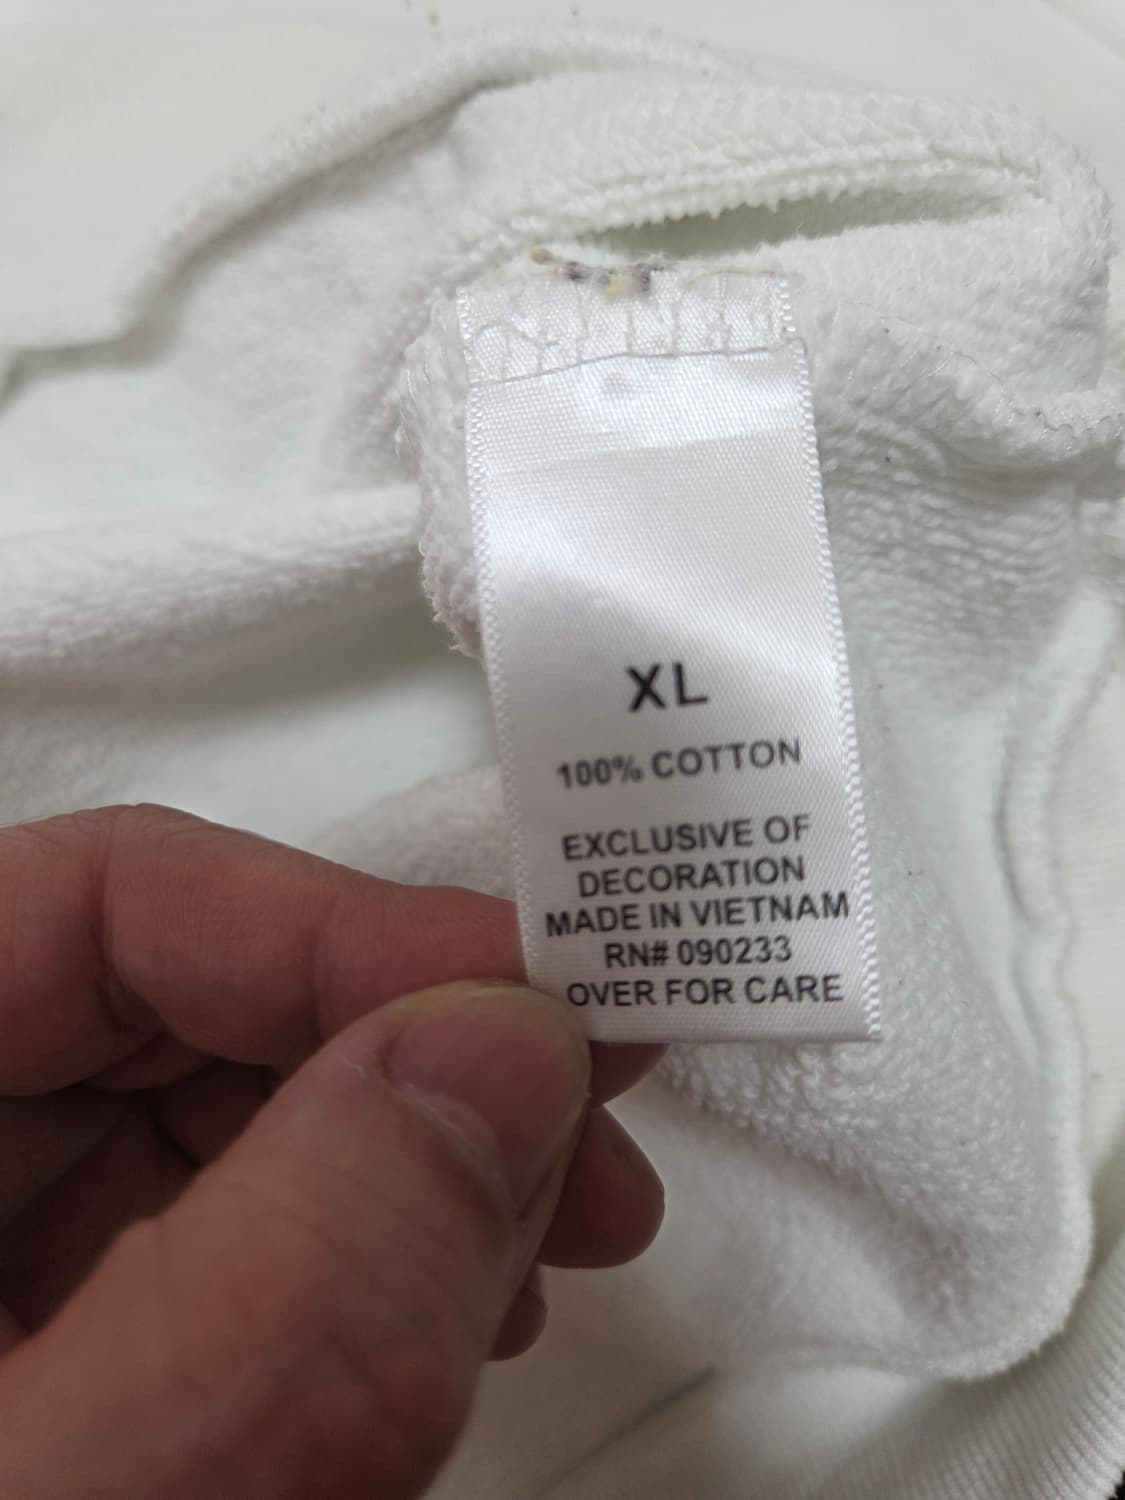 XL
100% COTTON
EXCLUSIVE OF
DECORATION
MADE IN VIETNAM
RN# 090233
OVER FOR CARE